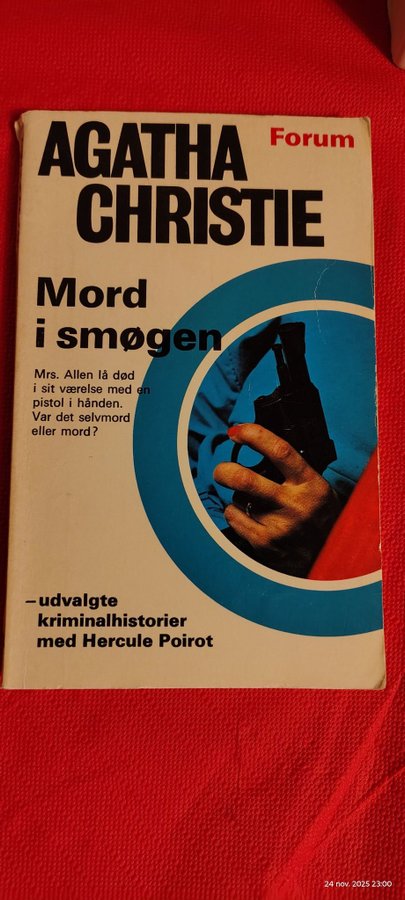 Forum
AGATHA
CHRISTIE
Mord
i smøgen
Mrs. Allen lå død
i sit værelse med en
pistol i hånden.
Var det selvmord
eller mord?
–udvalgte
kriminalhistorier
med Hercule Poirot
24 nov. 2025 23:00